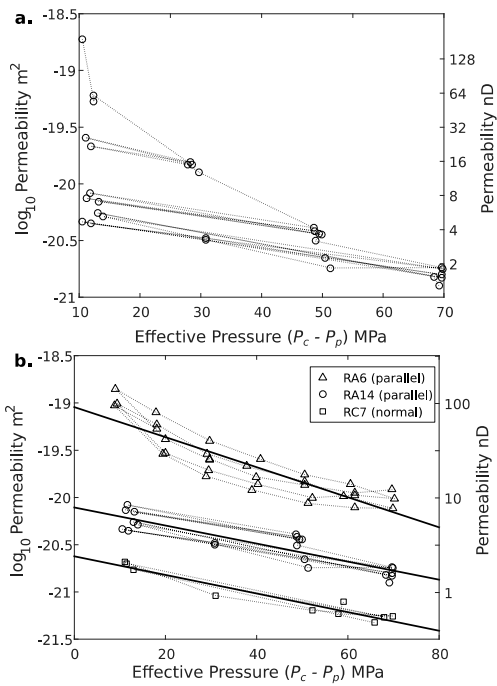 a.
-18.5
-19
-19.5
-20
-20.5
-21
128
64
32
16
8
4
2
10 20 30 40 50 60 70
log10 Permeability m2
Permeability nD
Effective Pressure (Pc - Pp) MPa
b.
-18.5
-19
-19.5
-20
-20.5
-21
-21.5
100
10
1
RA6 (parallel)
RA14 (parallel)
RC7 (normal)
0 20 40 60 80
log10 Permeability m2
Permeability nD
Effective Pressure (Pc - Pp) MPa